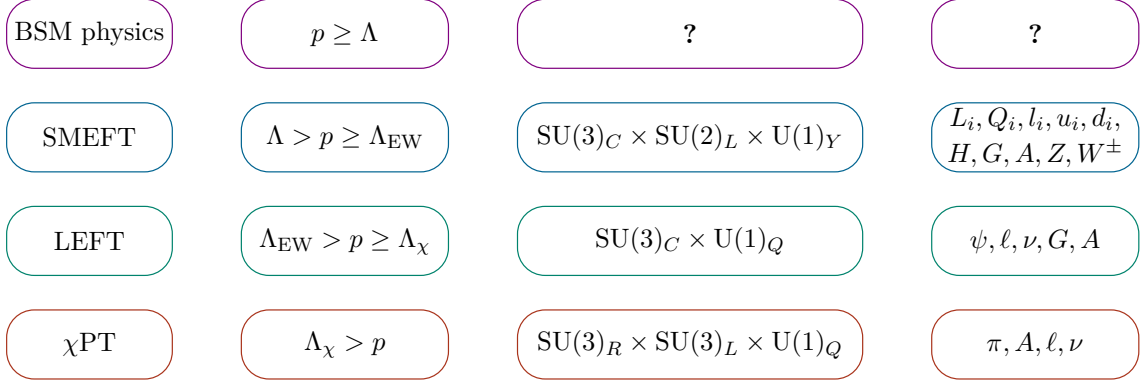 BSM physics p ≥ Λ ? ?
SMEFT Λ > p ≥ Λ_EW SU(3)_C × SU(2)_L × U(1)_Y L_i, Q_i, l_i, u_i, d_i,
H, G, A, Z, W^±
LEFT Λ_EW > p ≥ Λ_χ SU(3)_C × U(1)_Q ψ, ℓ, ν, G, A
χPT Λ_χ > p SU(3)_R × SU(3)_L × U(1)_Q π, A, ℓ, ν